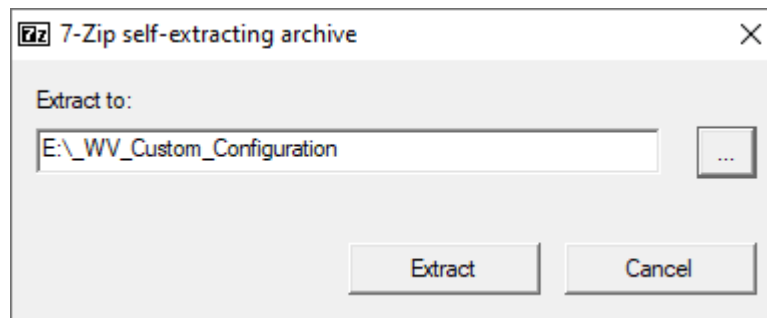 7z 7-Zip self-extracting archive
Extract to:
E:\_WV_Custom_Configuration
...
Extract Cancel